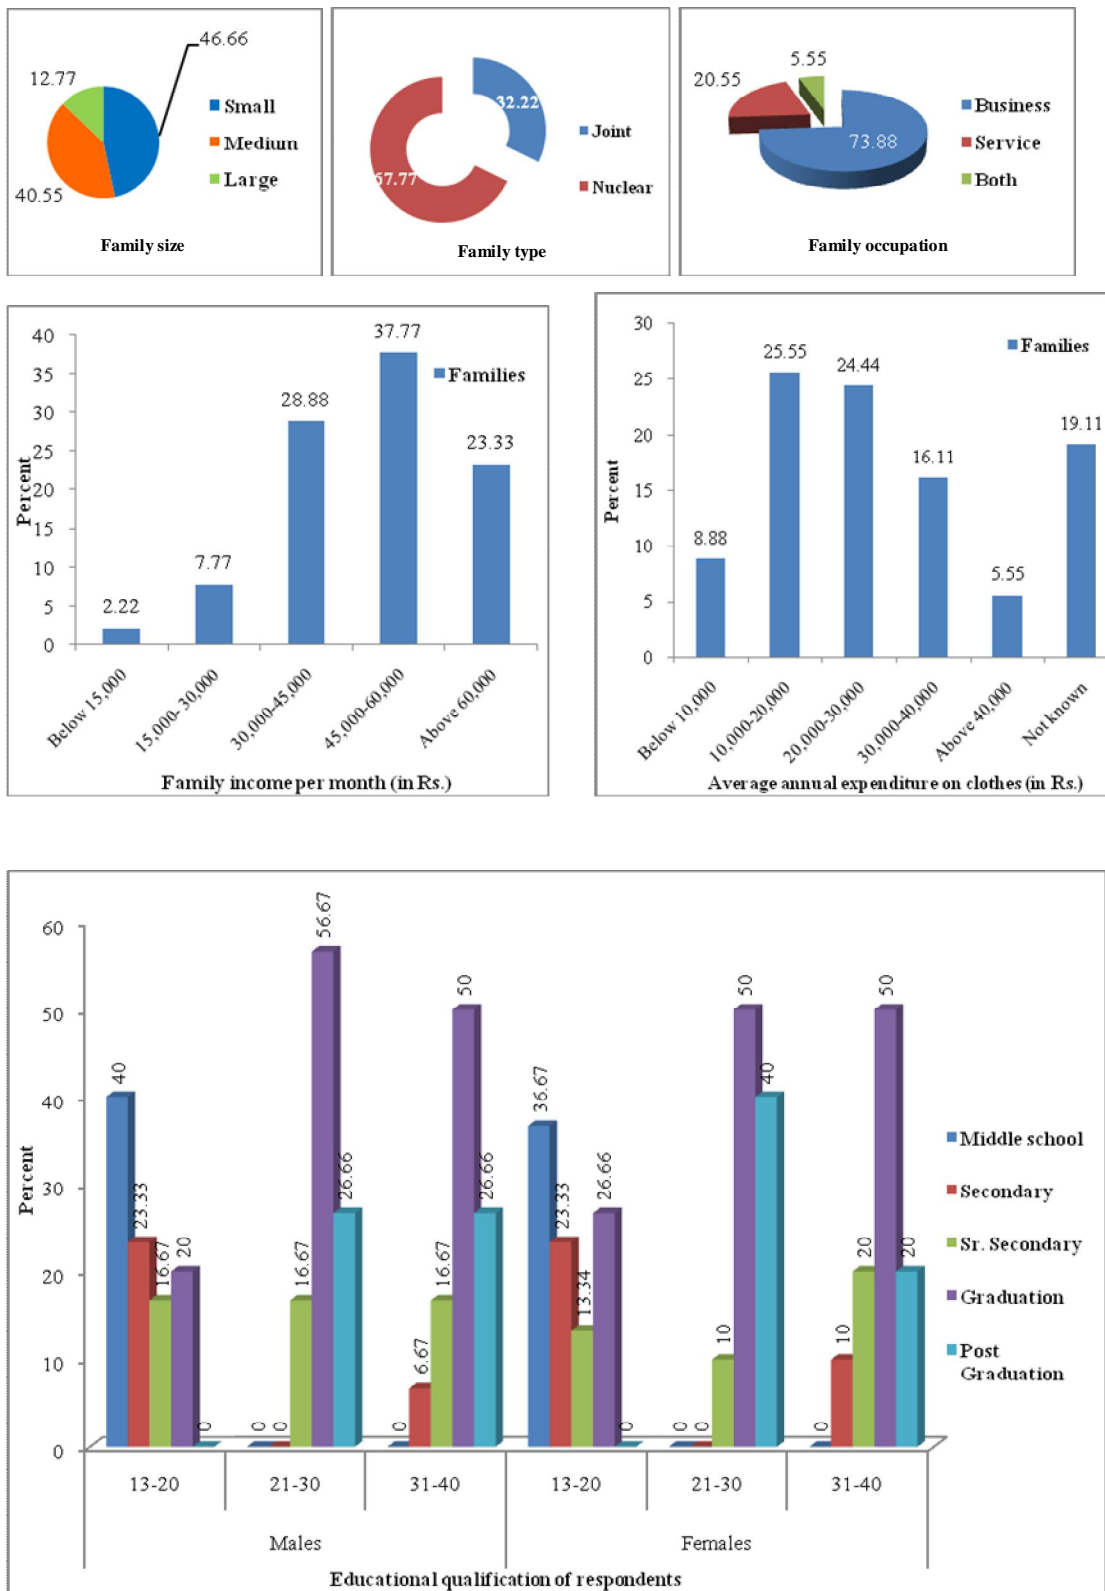 46.66
12.77
40.55
Small
Medium
Large
Family size
32.22
67.77
Joint
Nuclear
Family type
5.55
20.55
73.88
Business
Service
Both
Family occupation
40
35
30
25
20
15
10
5
0
Percent
2.22
7.77
28.88
37.77
23.33
Families
Below 15,000
15,000- 30,000
30,000-45,000
45,000-60,000
Above 60,000
Family income per month (in Rs.)
30
25
20
15
10
5
0
Percent
8.88
25.55
24.44
16.11
5.55
19.11
Families
Below 10,000
10,000-20,000
20,000-30,000
30,000-40,000
Above 40,000
Not known
Average annual expenditure on clothes (in Rs.)
60
50
40
30
20
10
0
Percent
40
23.33
16.67
20
0
0
0
16.67
56.67
26.66
0
6.67
16.67
50
26.66
36.67
23.33
13.34
26.66
0
0
0
10
50
40
0
10
20
50
20
Middle school
Secondary
Sr. Secondary
Graduation
Post
Graduation
13-20
21-30
31-40
13-20
21-30
31-40
Males
Females
Educational qualification of respondents